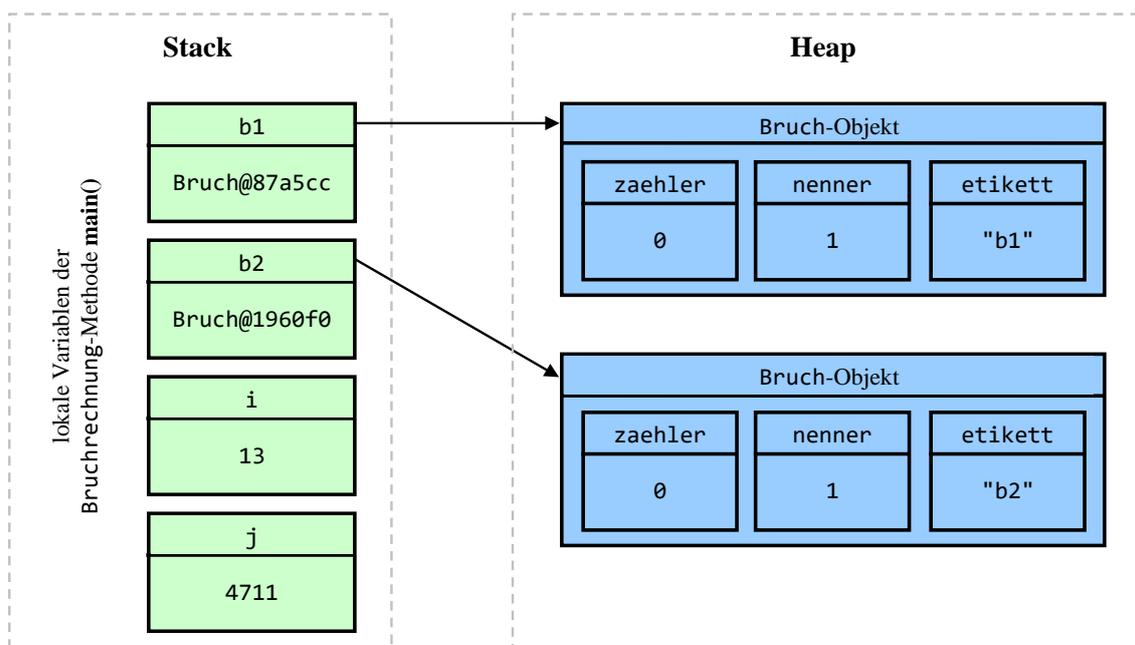 Stack
Heap
lokale Variablen der
Bruchrechnung-Methode main()
b1
Bruch@87a5cc
b2
Bruch@1960f0
i
13
j
4711
Bruch-Objekt
zaehler
nenner
etikett
0
1
"b1"
Bruch-Objekt
zaehler
nenner
etikett
0
1
"b2"